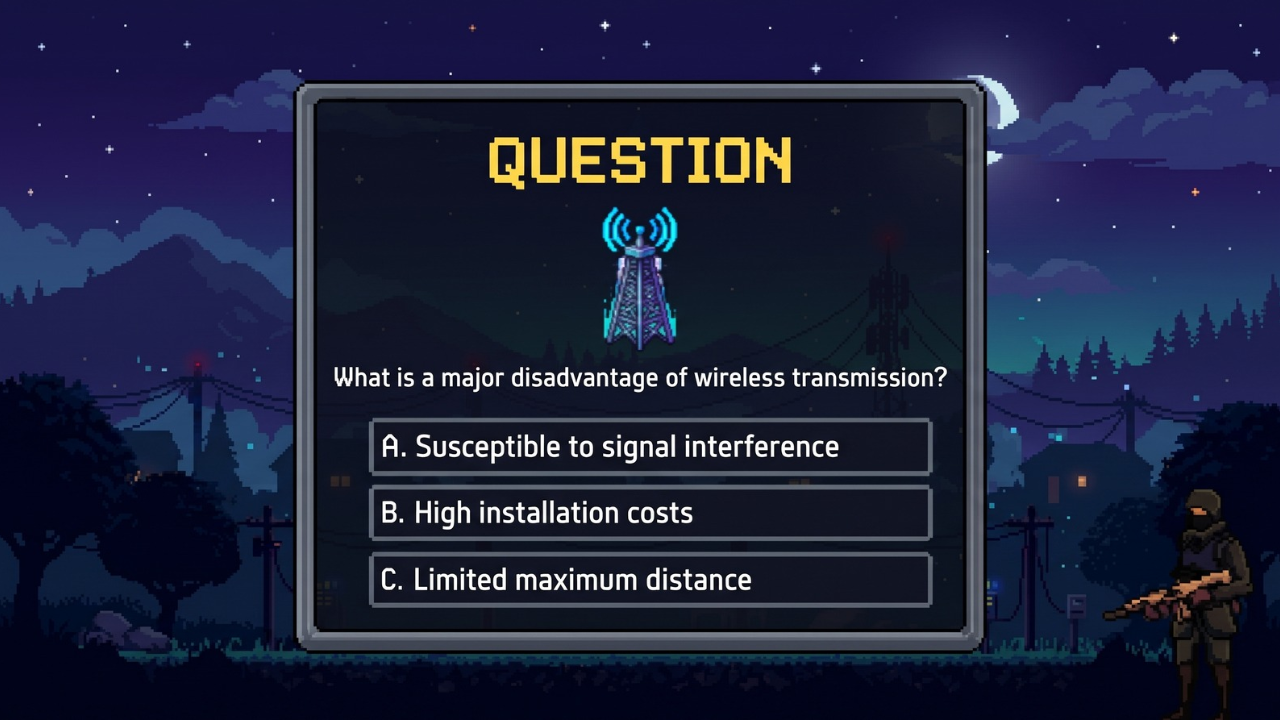 QUESTION
What is a major disadvantage of wireless transmission?
A. Susceptible to signal interference
B. High installation costs
C. Limited maximum distance